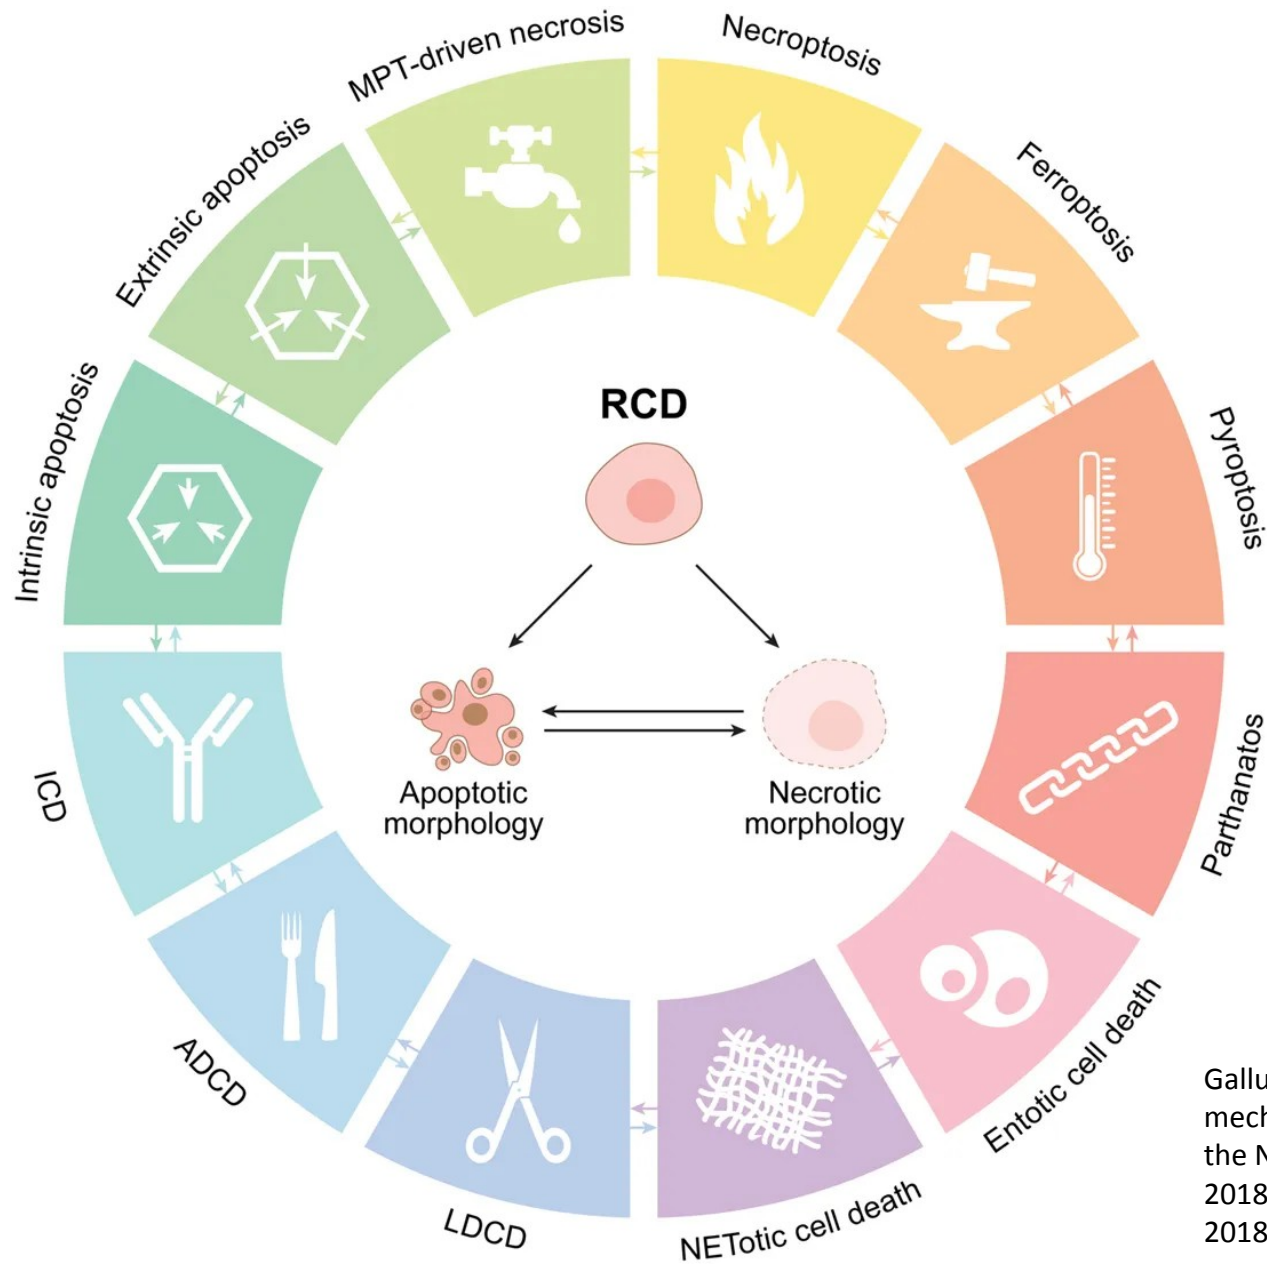 MPT-driven necrosis
Necroptosis
Ferroptosis
Pyroptosis
Parthanatos
Entotic cell death
NETotic cell death
LDCD
ADCD
ICD
Intrinsic apoptosis
Extrinsic apoptosis
RCD
Apoptotic
morphology
Necrotic
morphology
the
2018
2018